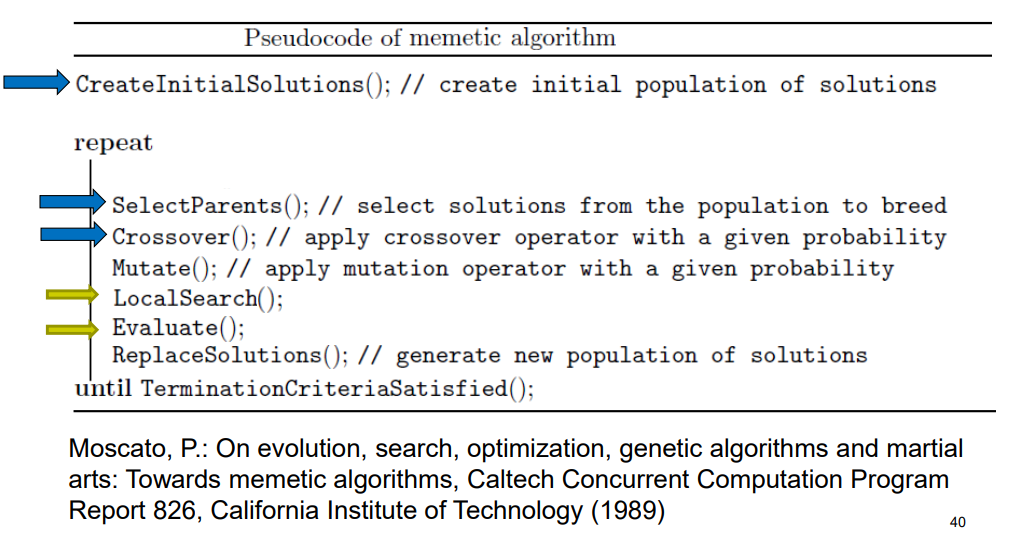 Pseudocode of memetic algorithm
CreateInitialSolutions(); // create initial population of solutions
repeat
SelectParents(); // select solutions from the population to breed
Crossover(); // apply crossover operator with a given probability
Mutate(); // apply mutation operator with a given probability
LocalSearch();
Evaluate();
ReplaceSolutions(); // generate new population of solutions
until TerminationCriteriaSatisfied();
Moscato, P.: On evolution, search, optimization, genetic algorithms and martial
arts: Towards memetic algorithms, Caltech Concurrent Computation Program
Report 826, California Institute of Technology (1989)
40